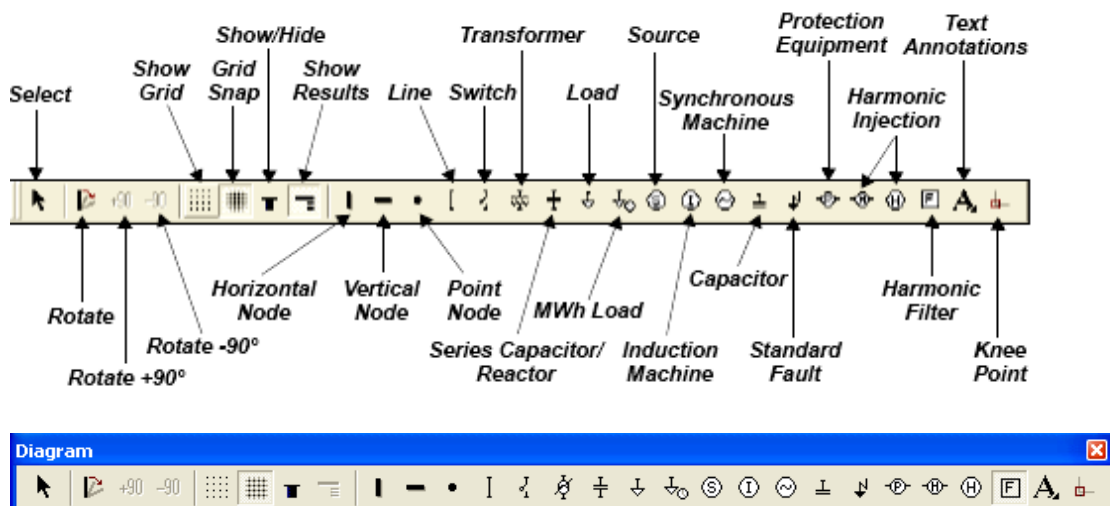 Protection
Equipment
Text
Annotations
Show/Hide
Transformer
Source
Show
Grid
Grid
Snap
Show
Results
Select
Line
Switch
Load
Synchronous
Machine
Harmonic
Injection
+90
-90
S
I
P
H
H
F
A
Rotate
Rotate +90°
Rotate -90°
Horizontal
Node
Vertical
Node
Point
Node
Series Capacitor/
Reactor
MWh Load
Induction
Machine
Capacitor
Standard
Fault
Harmonic
Filter
Knee
Point
Diagram
+90
-90
S
I
P
H
H
F
A